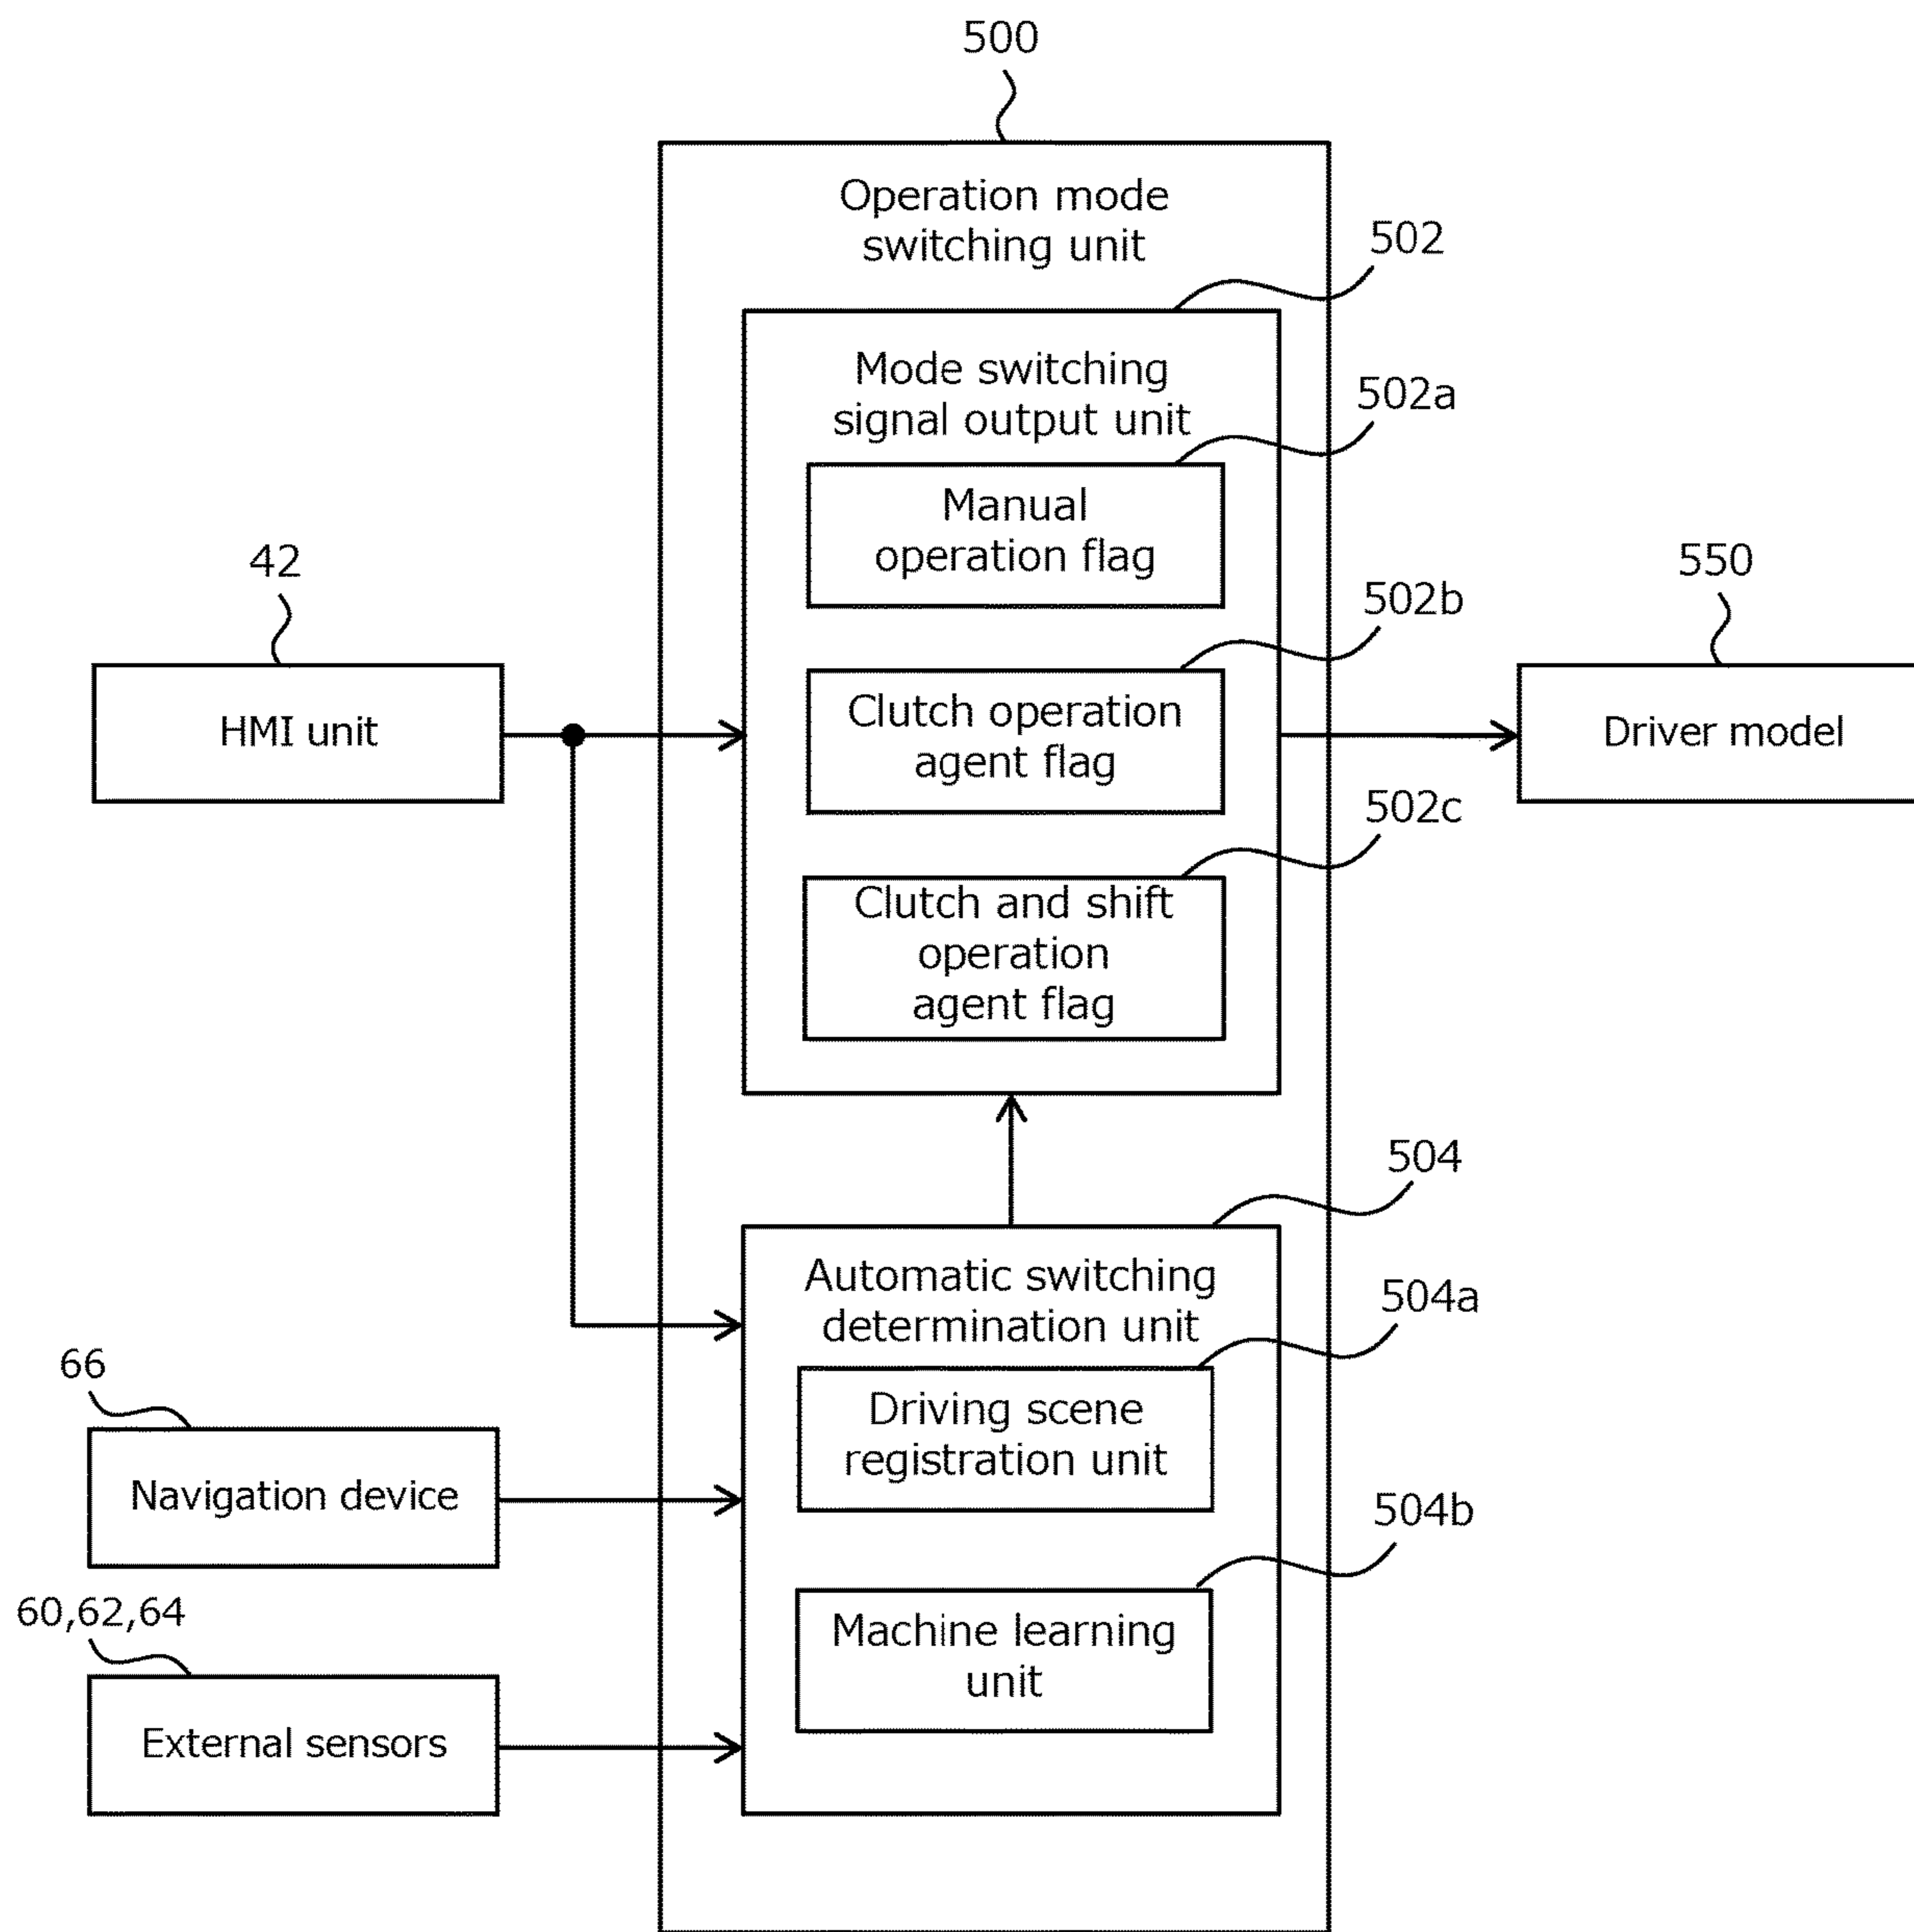 500
Operation mode
switching unit
502
Mode switching
signal output unit
502a
Manual
operation flag
42
HMI unit
502b
Clutch operation
agent flag
550
Driver model
502c
Clutch and shift
operation
agent flag
504
Automatic switching
determination unit
504a
Driving scene
registration unit
66
Navigation device
504b
Machine learning
unit
60,62,64
External sensors